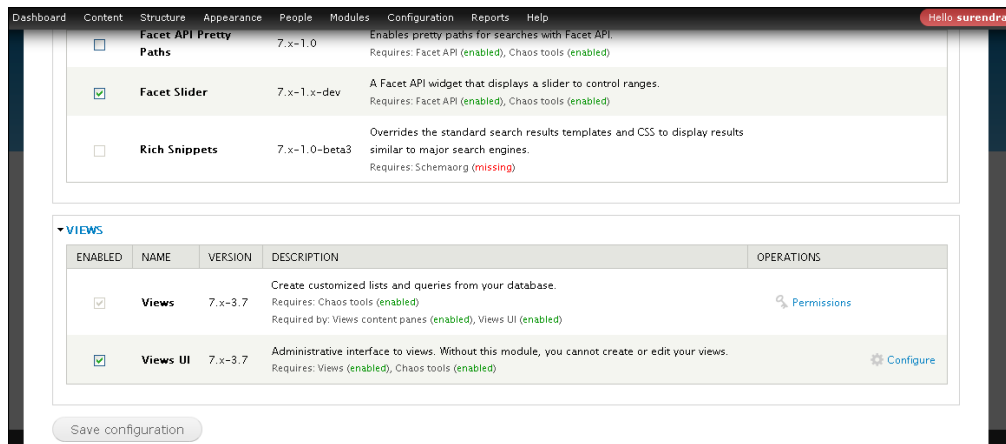 Dashboard Content Structure Appearance People Modules Configuration Reports Help Hello surendra
Facet API Pretty Paths 7.x-1.0 Enables pretty paths for searches with Facet API.
Requires: Facet API (enabled), Chaos tools (enabled)
Facet Slider 7.x-1.x-dev A Facet API widget that displays a slider to control ranges.
Requires: Facet API (enabled), Chaos tools (enabled)
Rich Snippets 7.x-1.0-beta3 Overrides the standard search results templates and CSS to display results
similar to major search engines.
Requires: Schemaorg (missing)
VIEWS
ENABLED NAME VERSION DESCRIPTION OPERATIONS
Views 7.x-3.7 Create customized lists and queries from your database.
Requires: Chaos tools (enabled)
Required by: Views content panes (enabled), Views UI (enabled)
Permissions
Views UI 7.x-3.7 Administrative interface to views. Without this module, you cannot create or edit your views.
Requires: Views (enabled), Chaos tools (enabled)
Configure
Save configuration